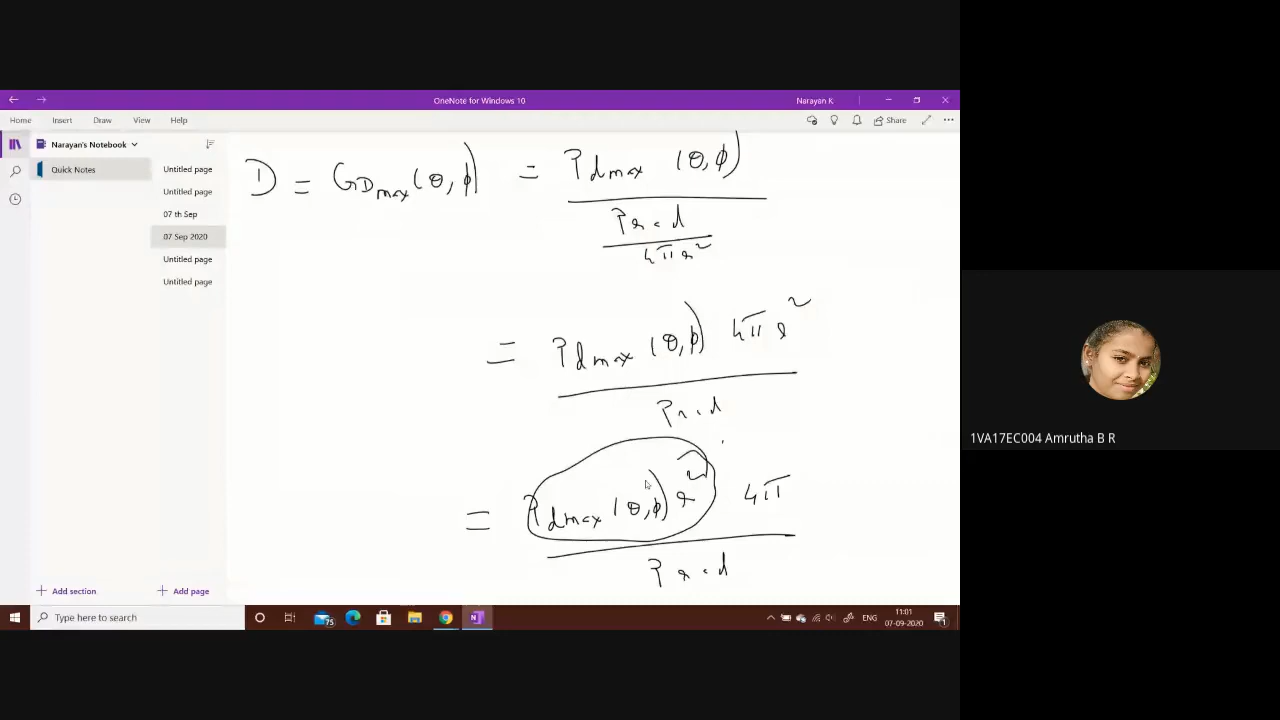 OneNote for Windows 10
Narayan K
Home Insert Draw View Help
Share
Narayan's Notebook
Quick Notes
Untitled page
Untitled page
07 th Sep
07 Sep 2020
Untitled page
Untitled page
D = GDmax(θ,ϕ) = Pdmax (θ,ϕ)
Prad
4πr²
= Pdmax (θ,ϕ) 4πr²
Prad
= Pdmax (θ,ϕ) r² 4π
Prad
Add section
Add page
1VA17EC004 Amrutha B R
Type here to search
75
ENG
11:01
07-09-2020
1